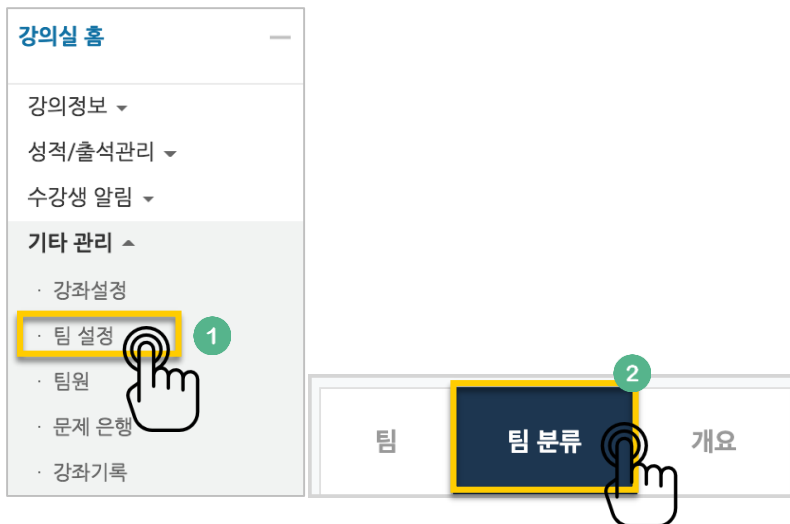 강의실 홈
강의정보
성적/출석관리
수강생 알림
기타 관리
· 강좌설정
· 팀 설정
1
· 팀원
· 문제 은행
· 강좌기록
2
팀
팀 분류
개요